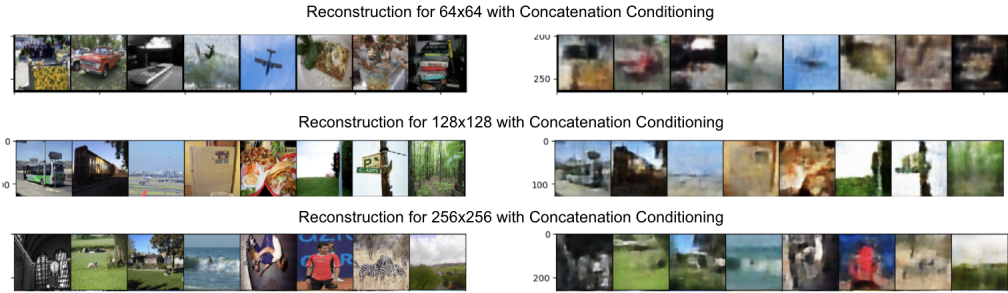 Reconstruction for 64x64 with Concatenation Conditioning
200
250
Reconstruction for 128x128 with Concatenation Conditioning
0
0
100
Reconstruction for 256x256 with Concatenation Conditioning
0
200